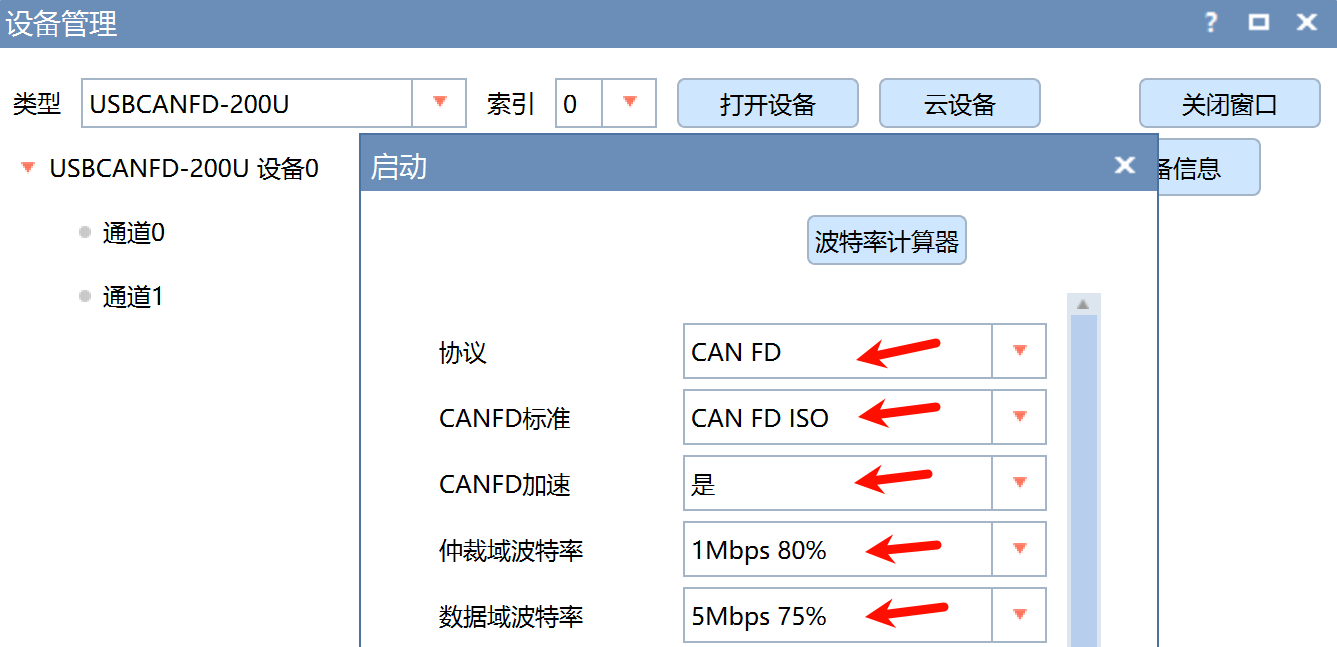 设备管理
类型 USBCANFD-200U 索引 0 打开设备 云设备 关闭窗口
USBCANFD-200U 设备0
启动
备信息
通道0
波特率计算器
通道1
协议 CAN FD
CANFD标准 CAN FD ISO
CANFD加速 是
仲裁域波特率 1Mbps 80%
数据域波特率 5Mbps 75%